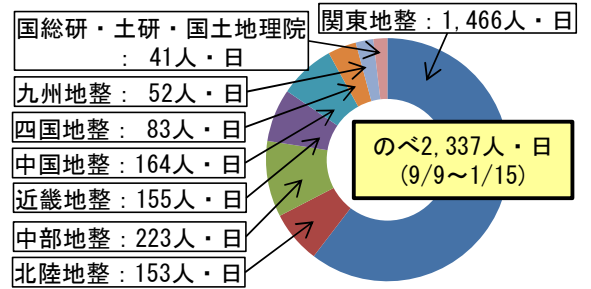 国総研・土研・国土地理院
： 41人・日
関東地整：1,466人・日
九州地整： 52人・日
四国地整： 83人・日
中国地整：164人・日
近畿地整：155人・日
中部地整：223人・日
北陸地整：153人・日
のべ2,337人・日
(9/9～1/15)